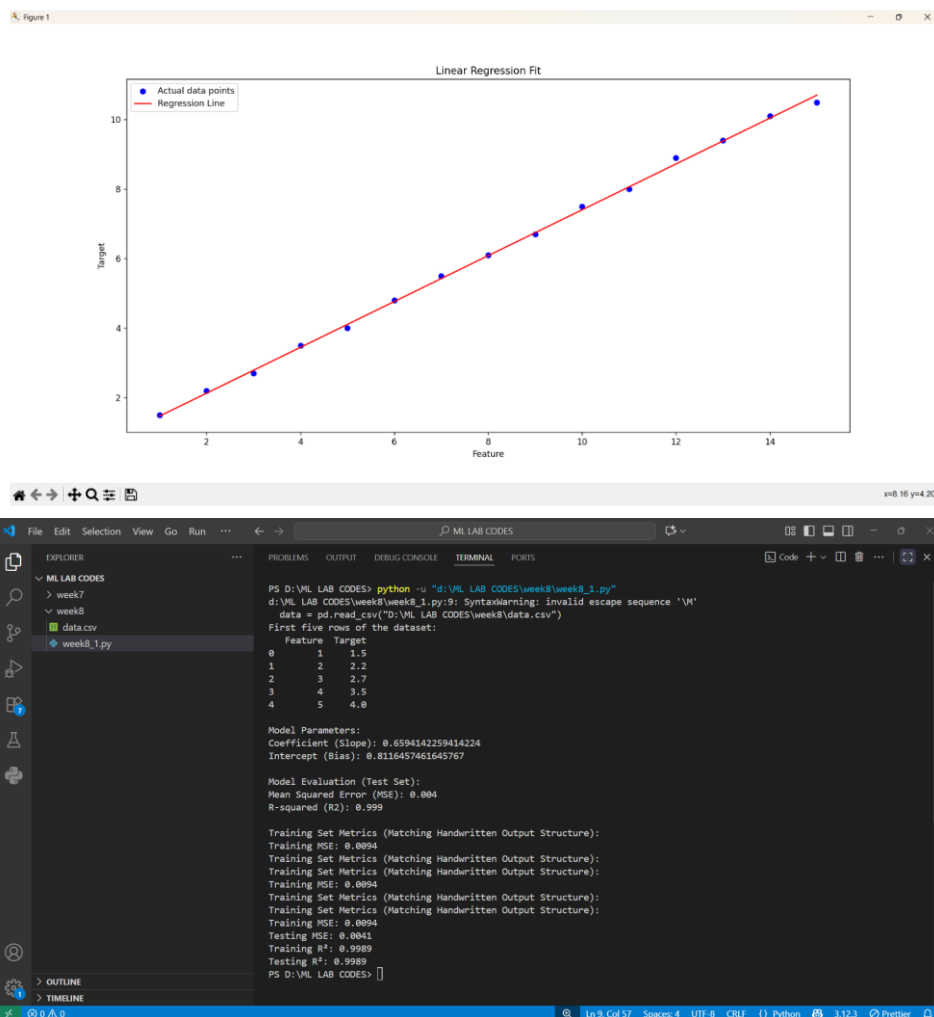 Figure 1
Linear Regression Fit
Actual data points
Regression Line
10
8
6
4
2
Target
2 4 6 8 10 12 14
Feature
x=8.16 y=4.20
File Edit Selection View Go Run ... ML LAB CODES
EXPLORER ...
ML LAB CODES
week7
week8
data.csv
week8_1.py
7
OUTLINE
TIMELINE
1
PROBLEMS OUTPUT DEBUG CONSOLE TERMINAL PORTS Code
PS D:\ML LAB CODES> python -u "d:\ML LAB CODES\week8\week8_1.py"
d:\ML LAB CODES\week8\week8_1.py:9: SyntaxWarning: invalid escape sequence '\M'
data = pd.read_csv("D:\ML LAB CODES\week8\data.csv")
First five rows of the dataset:
Feature Target
0 1 1.5
1 2 2.2
2 3 2.7
3 4 3.5
4 5 4.0
Model Parameters:
Coefficient (Slope): 0.6594142259414224
Intercept (Bias): 0.8116457461645767
Model Evaluation (Test Set):
Mean Squared Error (MSE): 0.004
R-squared (R2): 0.999
Training Set Metrics (Matching Handwritten Output Structure):
Training MSE: 0.0094
Training Set Metrics (Matching Handwritten Output Structure):
Training Set Metrics (Matching Handwritten Output Structure):
Training MSE: 0.0094
Training Set Metrics (Matching Handwritten Output Structure):
Training Set Metrics (Matching Handwritten Output Structure):
Training MSE: 0.0094
Testing MSE: 0.0041
Training R²: 0.9989
Testing R²: 0.9989
PS D:\ML LAB CODES>
0 0 0 Ln 9, Col 57 Spaces: 4 UTF-8 CRLF {} Python 3.12.3 Prettier